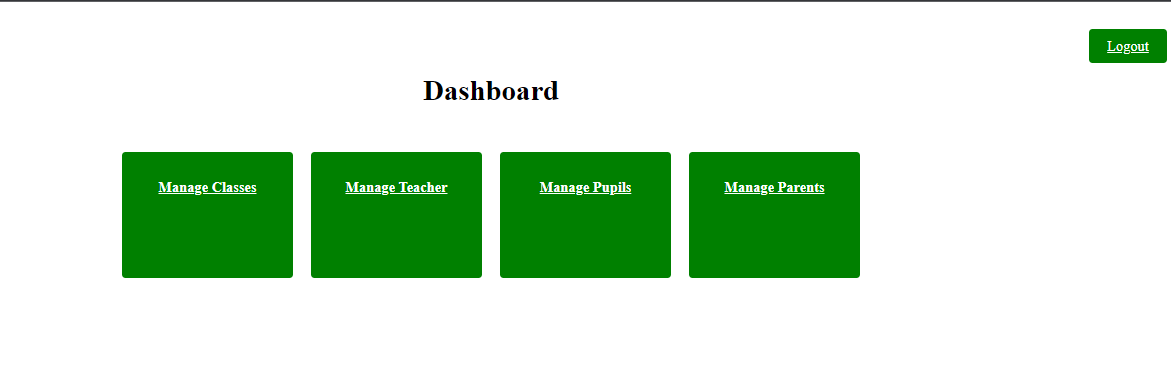 Logout
Dashboard
Manage Classes
Manage Teacher
Manage Pupils
Manage Parents